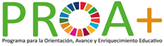 PROA+
Programa para la Orientación, Avance y Enriquecimiento Educativo